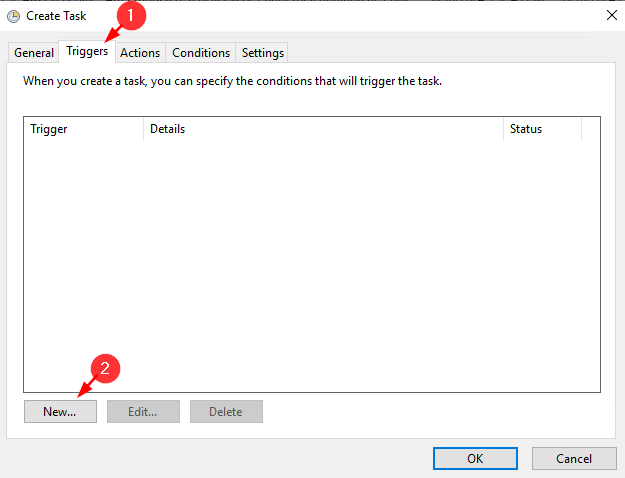 Create Task
1
General Triggers Actions Conditions Settings
When you create a task, you can specify the conditions that will trigger the task.
Trigger Details Status
2
New... Edit... Delete
OK Cancel